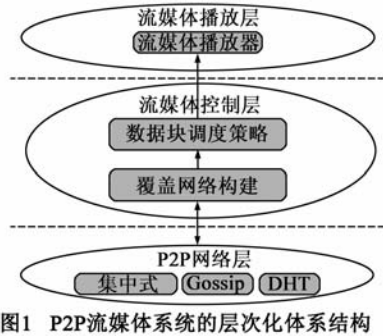 流媒体播放层
流媒体播放器
流媒体控制层
数据块调度策略
覆盖网络构建
P2P网络层
集中式 Gossip DHT
图1 P2P流媒体系统的层次化体系结构